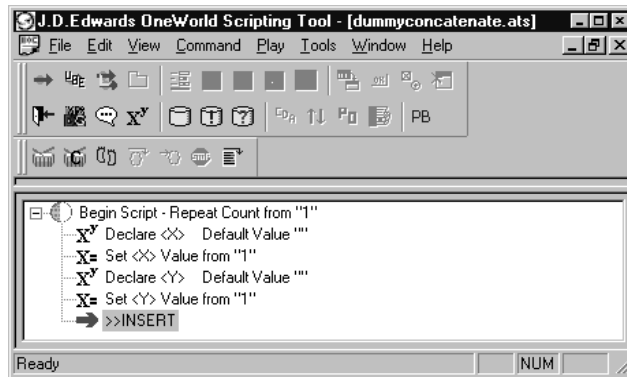 J.D.Edwards OneWorld Scripting Tool - [dummyconcatenate.ats]
File Edit View Command Play Tools Window Help
UBE
X^Y PB
Begin Script - Repeat Count from "1"
X^Y Declare <X> Default Value ""
X= Set <X> Value from "1"
X^Y Declare <Y> Default Value ""
X= Set <Y> Value from "1"
>>INSERT
Ready NUM